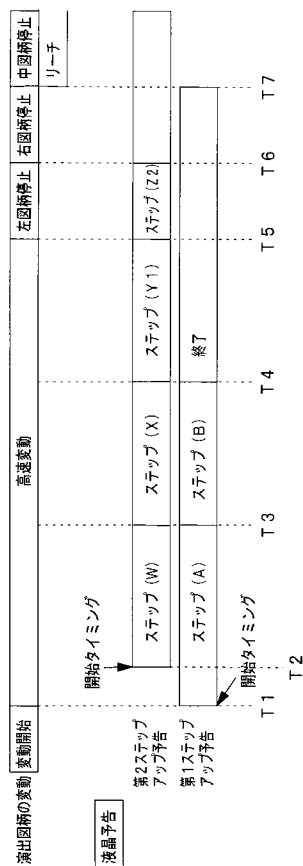 演出図柄の変動
変動開始
高速変動
左図柄停止
右図柄停止
中図柄停止
リーチ
液晶予告
開始タイミング
第2ステップ
アップ予告
ステップ(W)
ステップ(X)
ステップ(Y1)
ステップ(Z2)
第1ステップ
アップ予告
ステップ(A)
ステップ(B)
終了
開始タイミング
T1
T2
T3
T4
T5
T6
T7